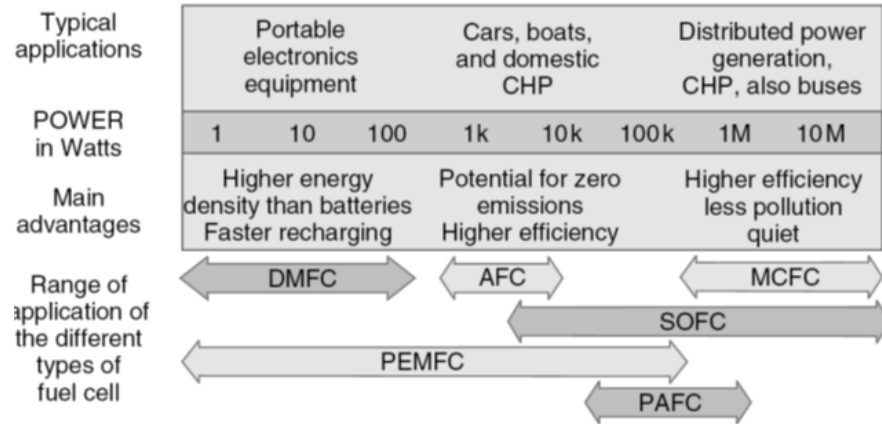 Typical
applications
Portable
electronics
equipment
Cars, boats,
and domestic
CHP
Distributed power
generation,
CHP, also buses
POWER
in Watts
1 10 100 1k 10k 100k 1M 10M
Main
advantages
Higher energy
density than batteries
Faster recharging
Potential for zero
emissions
Higher efficiency
Higher efficiency
less pollution
quiet
Range of
application of
the different
types of
fuel cell
DMFC
AFC
MCFC
SOFC
PEMFC
PAFC